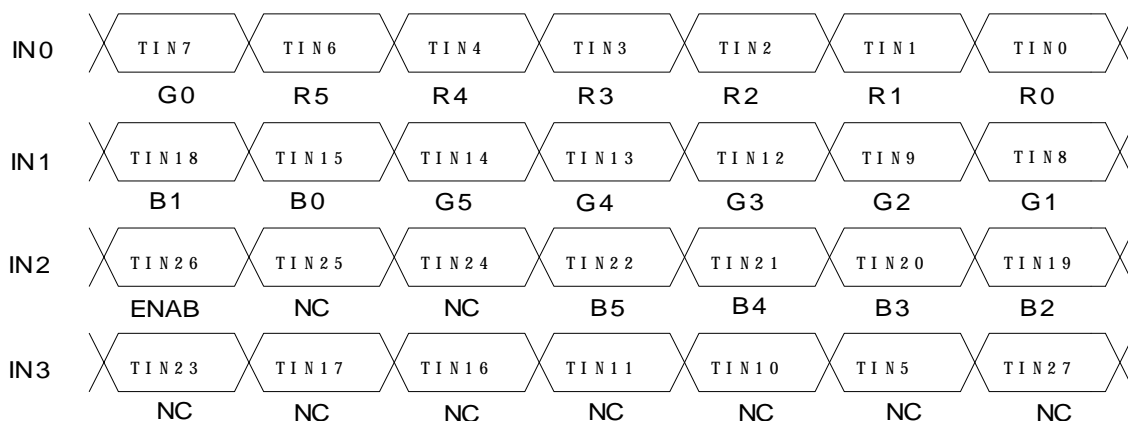 IN0 TIN7 TIN6 TIN4 TIN3 TIN2 TIN1 TIN0
G0 R5 R4 R3 R2 R1 R0
IN1 TIN18 TIN15 TIN14 TIN13 TIN12 TIN9 TIN8
B1 B0 G5 G4 G3 G2 G1
IN2 TIN26 TIN25 TIN24 TIN22 TIN21 TIN20 TIN19
ENAB NC NC B5 B4 B3 B2
IN3 TIN23 TIN17 TIN16 TIN11 TIN10 TIN5 TIN27
NC NC NC NC NC NC NC